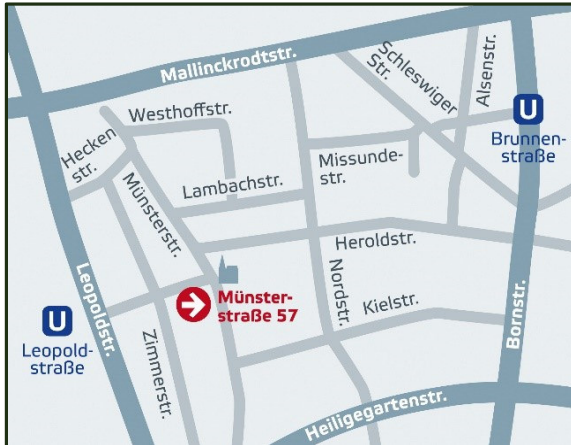 Mallinckrodtstr.
Schleswiger
Str.
Alsenstr.
Westhoffstr.
U
Brunnen-
straße
Hecken
str.
Missunde-
str.
Lambachstr.
Münsterstr.
Heroldstr.
Leopoldstr.
Münster-
straße 57
Nordstr.
Kielstr.
Bornstr.
U
Leopold-
straße
Zimmerstr.
Heiligegartenstr.